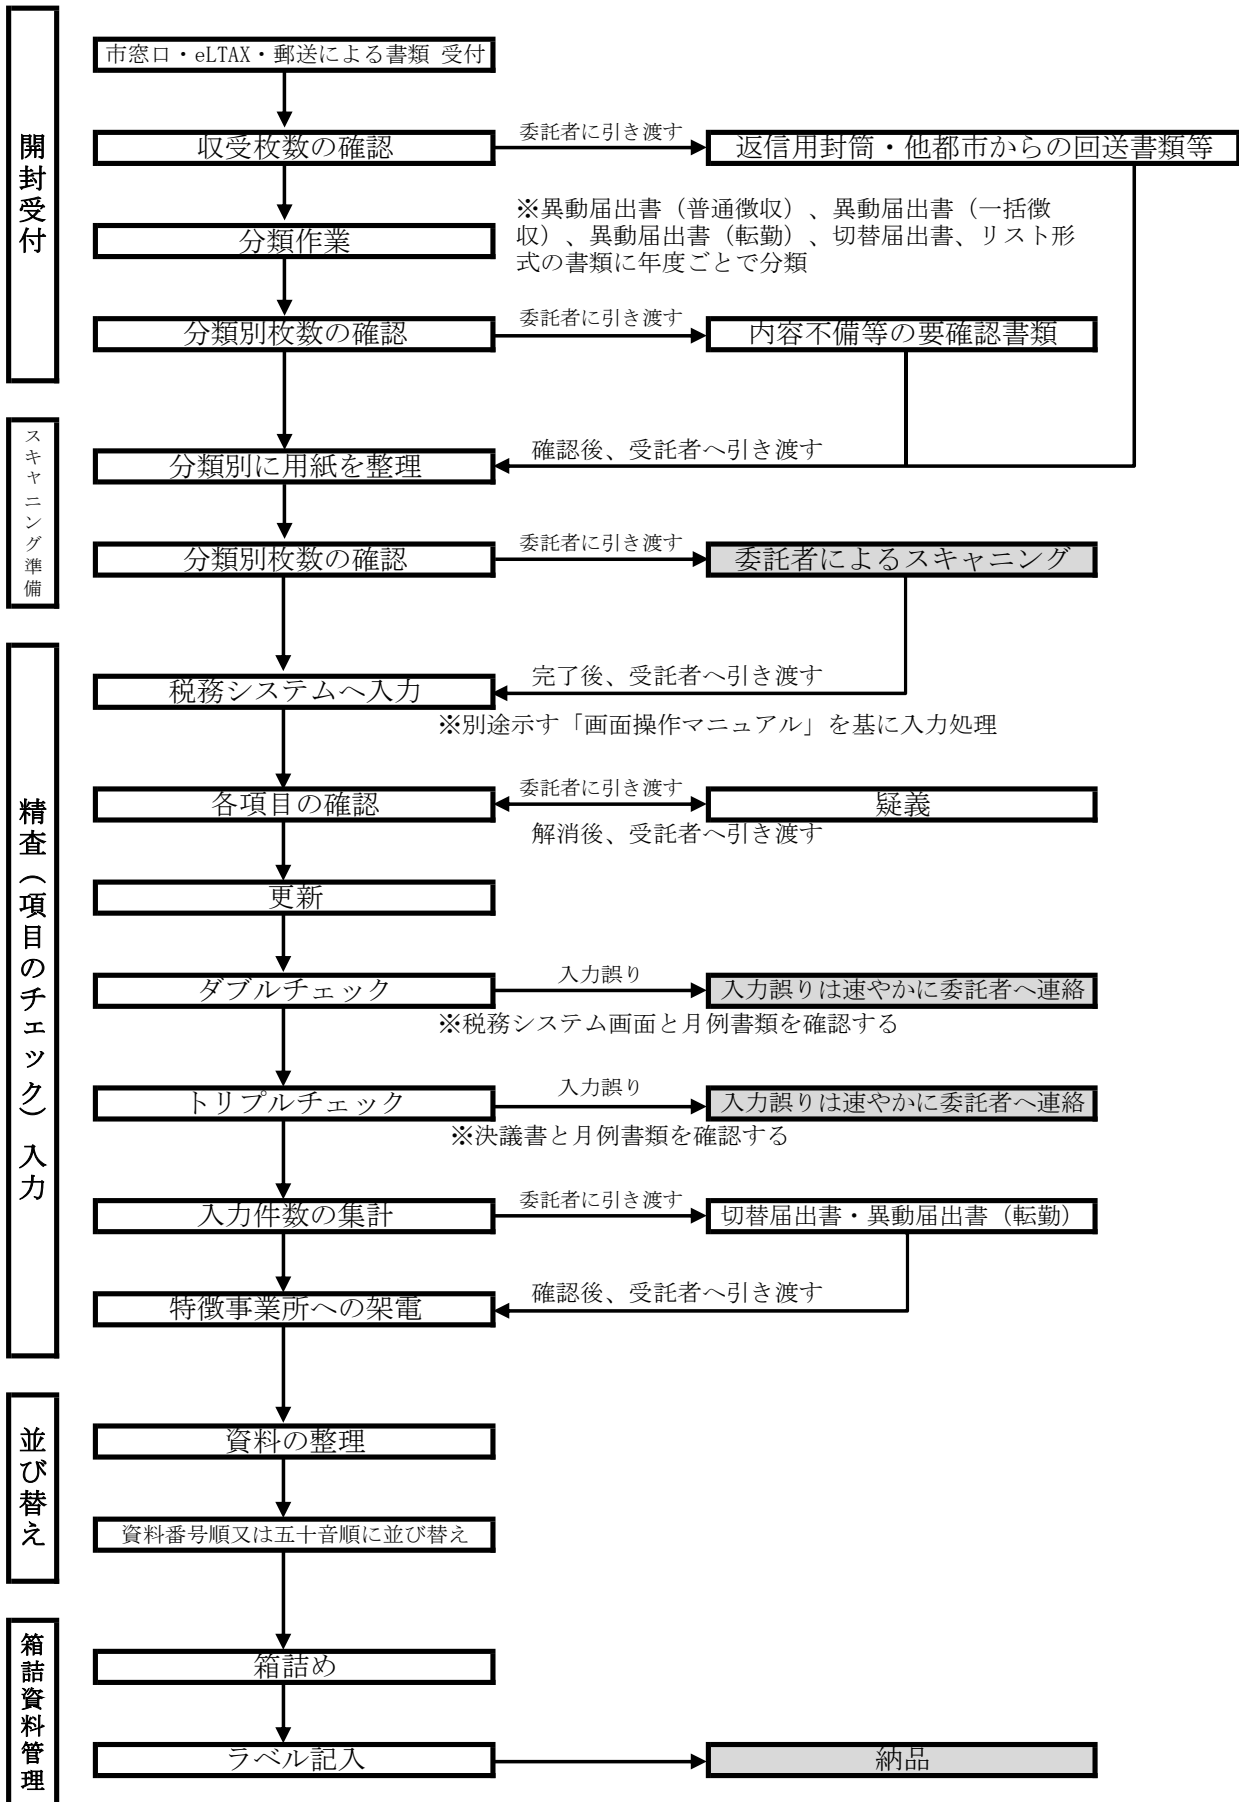 開封受付
市窓口・eLTAX・郵送による書類 受付
収受枚数の確認
委託者に引き渡す
返信用封筒・他都市からの回送書類等
分類作業
※異動届出書（普通徴収）、異動届出書（一括徴
収）、異動届出書（転勤）、切替届出書、リスト形
式の書類に年度ごとで分類
分類別枚数の確認
委託者に引き渡す
内容不備等の要確認書類
スキャニング準備
分類別に用紙を整理
確認後、受託者へ引き渡す
分類別枚数の確認
委託者に引き渡す
委託者によるスキャニング
精査（項目のチェック）入力
税務システムへ入力
完了後、受託者へ引き渡す
※別途示す「画面操作マニュアル」を基に入力処理
各項目の確認
委託者に引き渡す
疑義
解消後、受託者へ引き渡す
更新
ダブルチェック
入力誤り
入力誤りは速やかに委託者へ連絡
※税務システム画面と月例書類を確認する
トリプルチェック
入力誤り
入力誤りは速やかに委託者へ連絡
※決議書と月例書類を確認する
入力件数の集計
委託者に引き渡す
切替届出書・異動届出書（転勤）
特徴事業所への架電
確認後、受託者へ引き渡す
並び替え
資料の整理
資料番号順又は五十音順に並び替え
箱詰資料管理
箱詰め
ラベル記入
納品